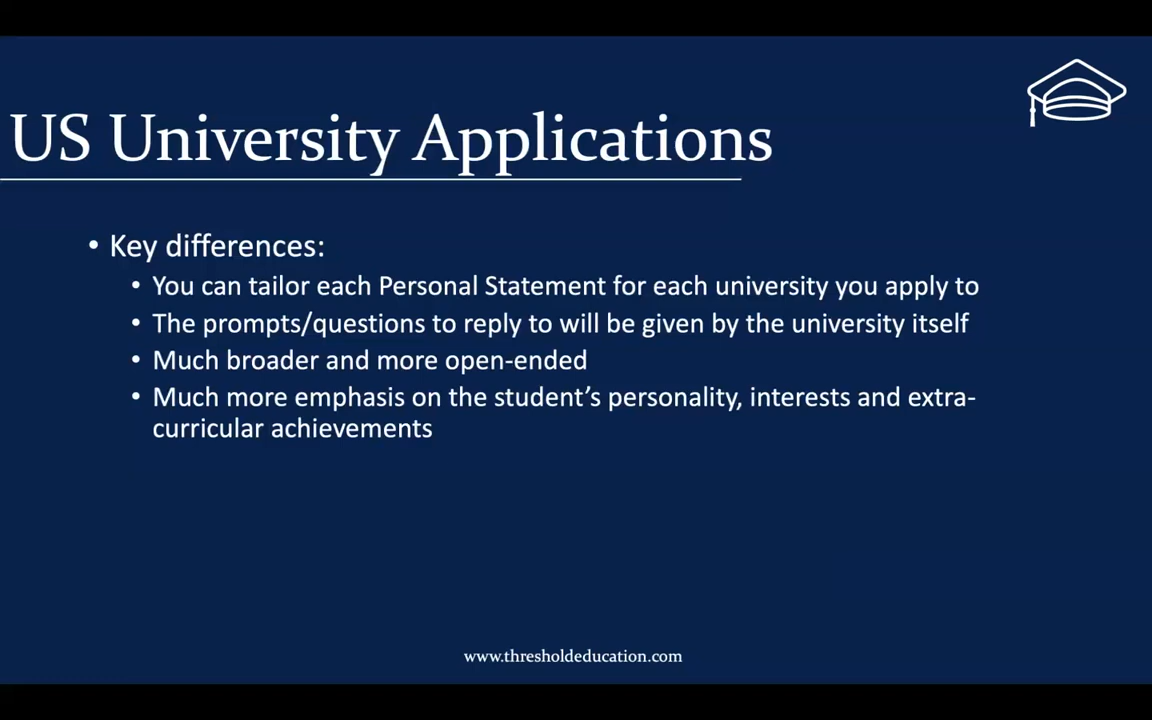 US University Applications
• Key differences:
• You can tailor each Personal Statement for each university you apply to
• The prompts/questions to reply to will be given by the university itself
• Much broader and more open-ended
• Much more emphasis on the student’s personality, interests and extra-
curricular achievements
www.thresholdeducation.com